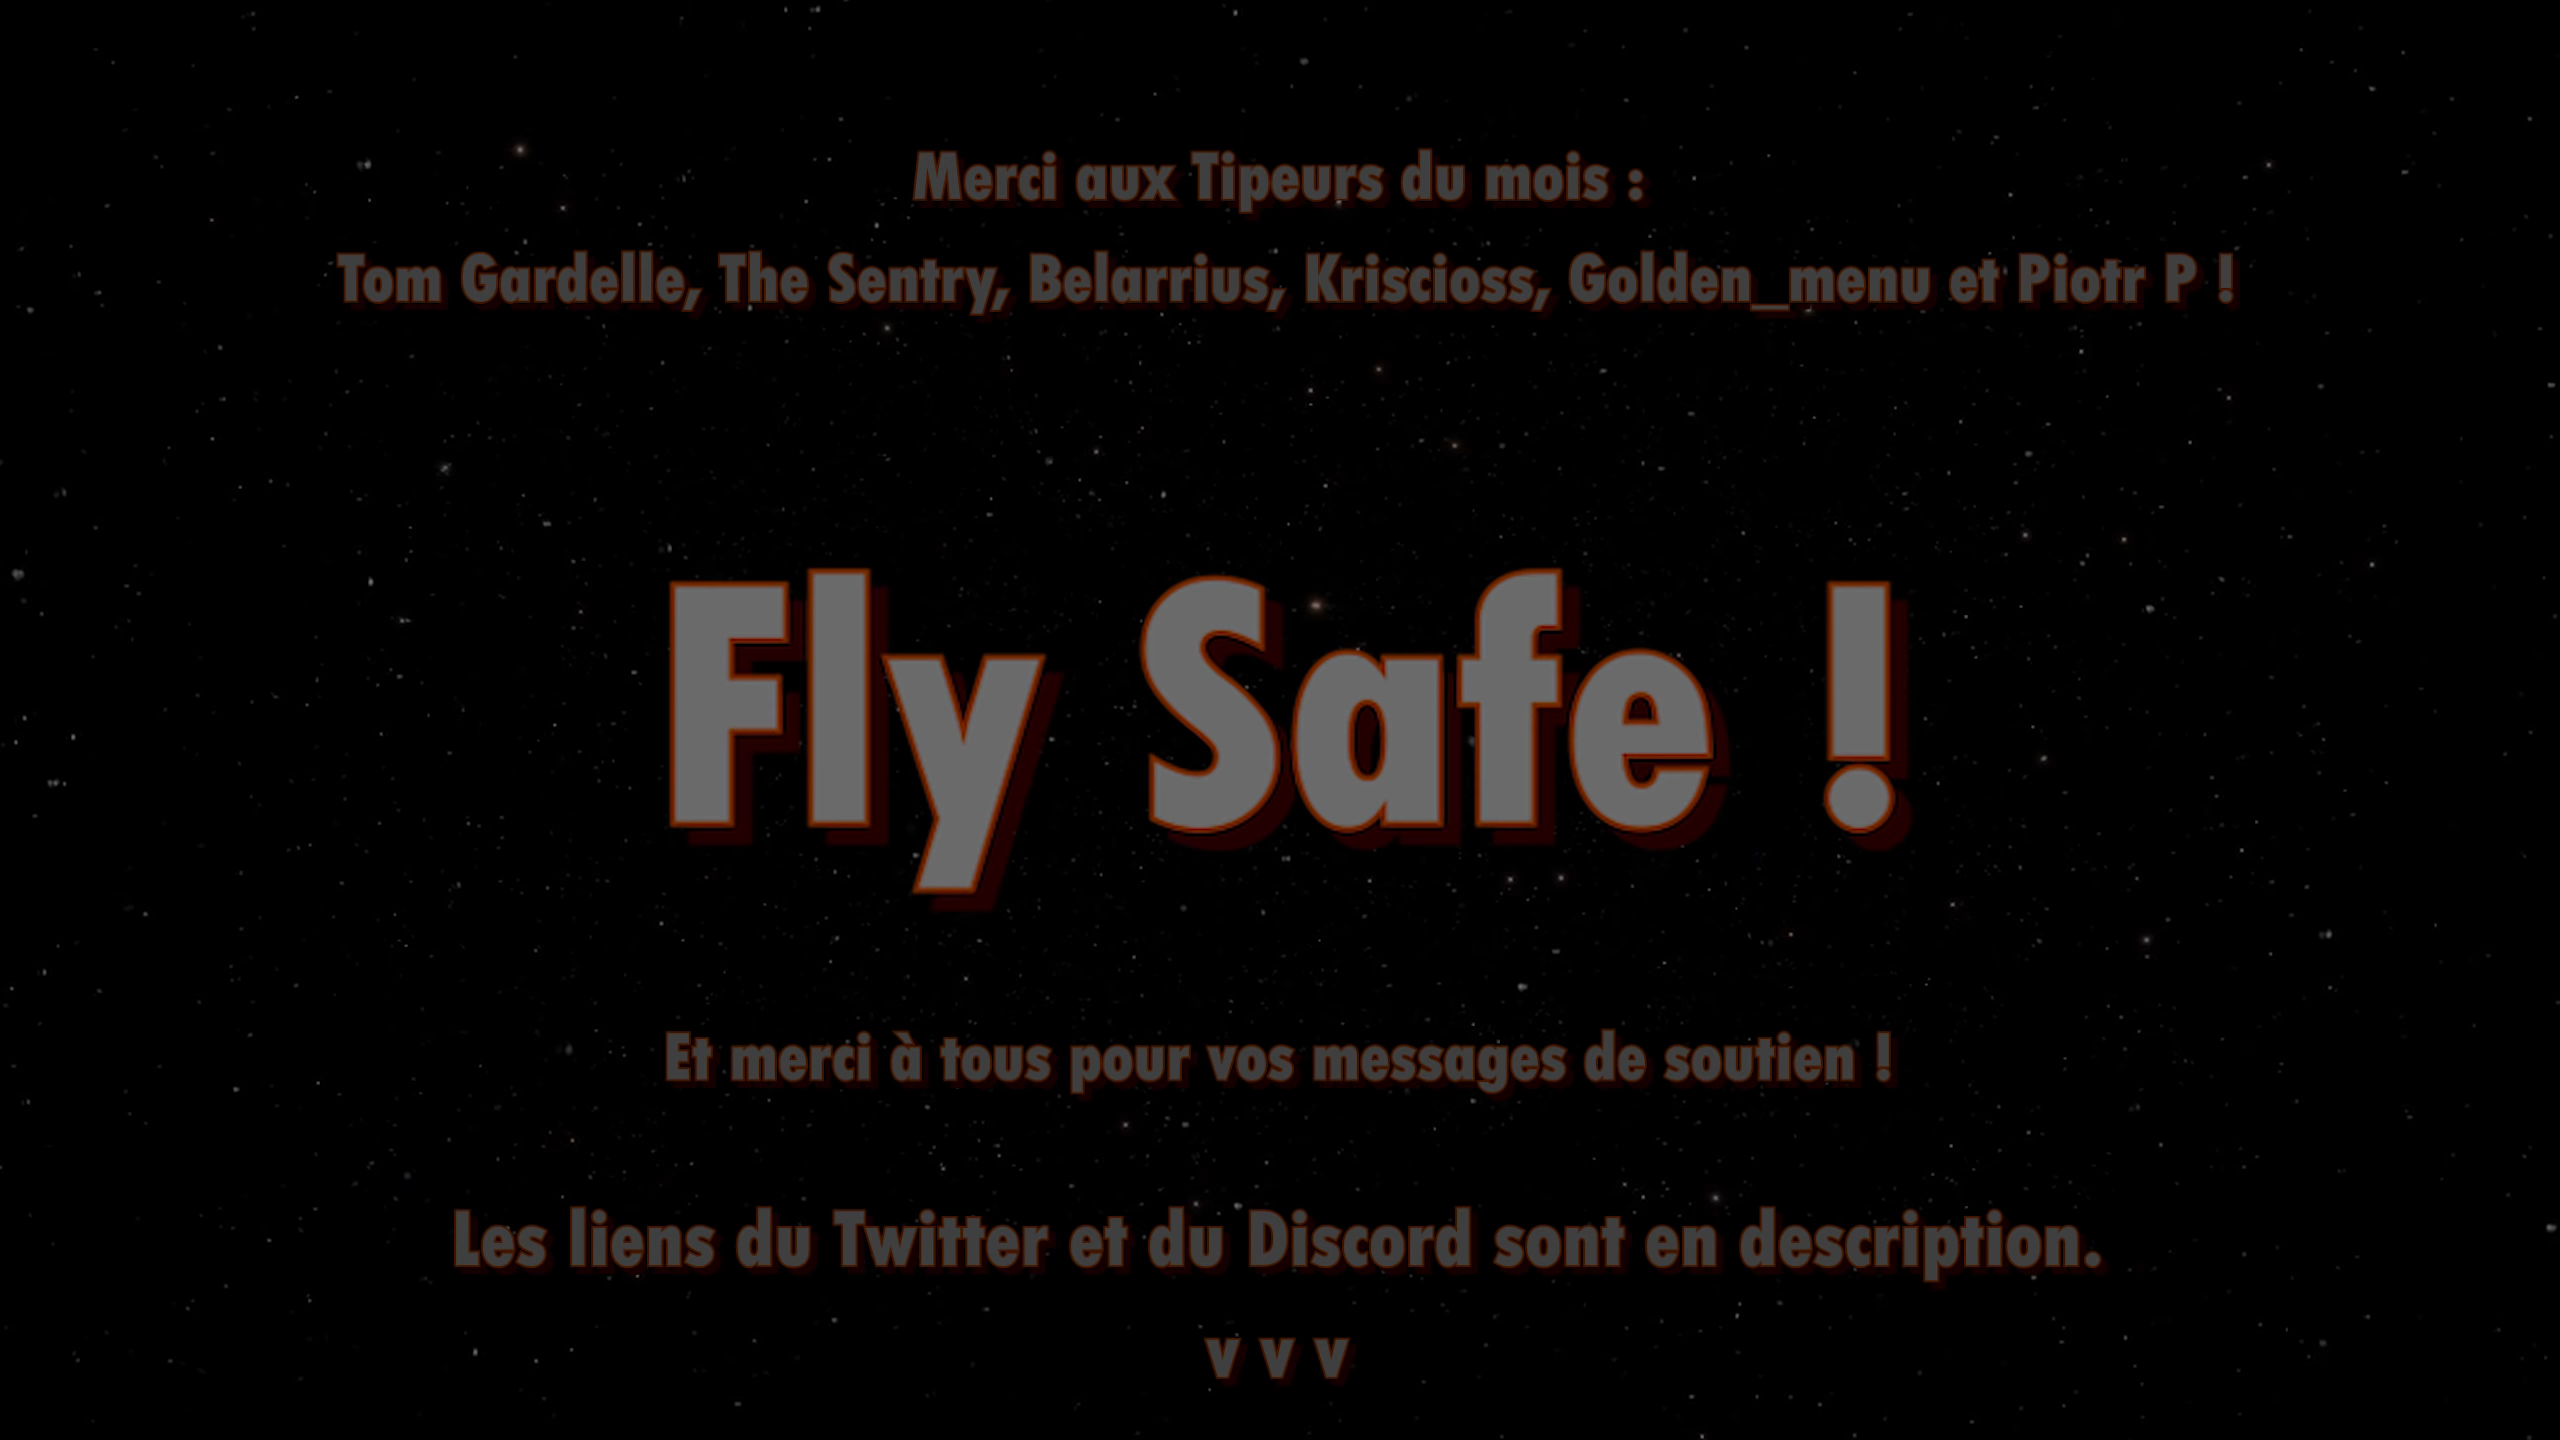 Merci aux Tipeurs du mois :
Tom Gardelle, The Sentry, Belarrius, Kriscioss, Golden_menu et Piotr P !
Fly Safe !
Et merci à tous pour vos messages de soutien !
Les liens du Twitter et du Discord sont en description.
v v v